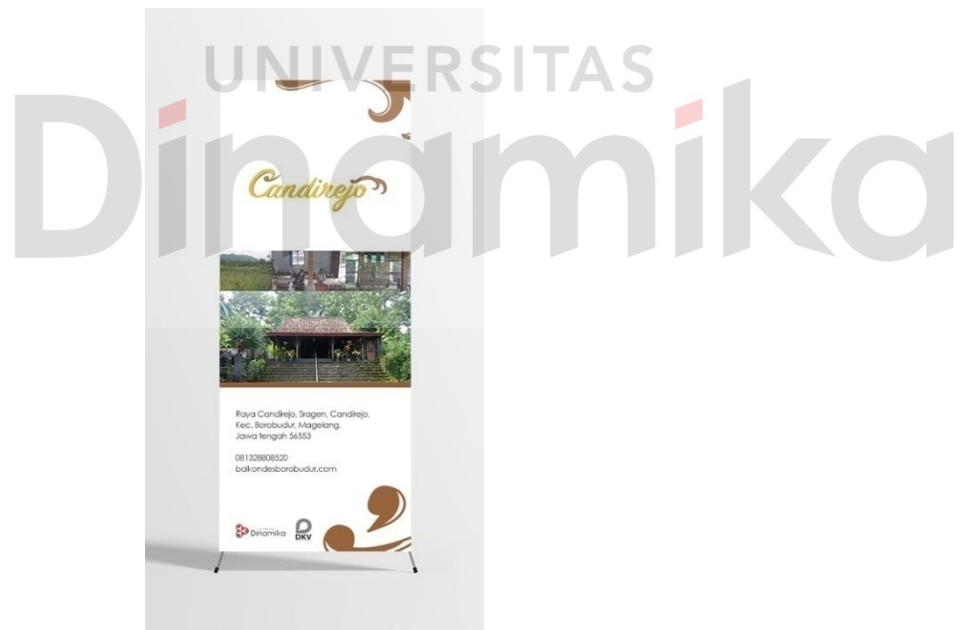 UNIVERSITAS
Dinamika
Candirejo
Raya Candirejo, Sragen, Candirejo,
Kec. Borobudur, Magelang,
Jawa tengah 56553
081328808520
balkondesborobudur.com
Dinamika
DKV